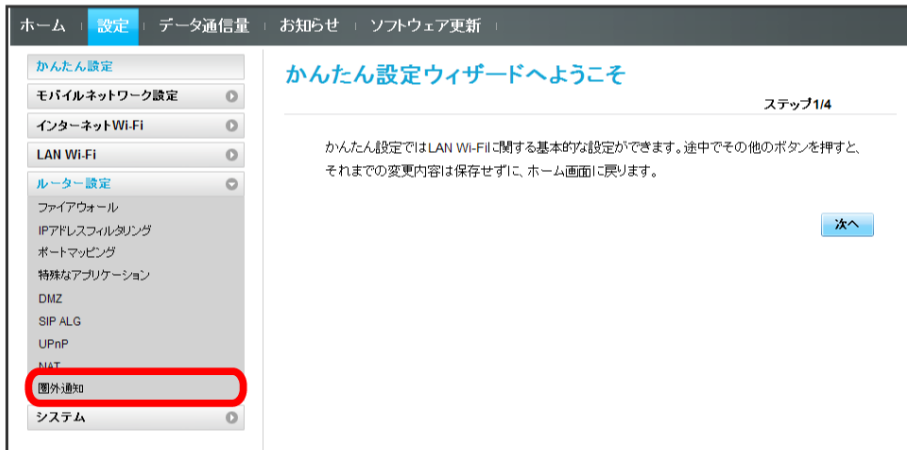 ホーム 設定 データ通信量 お知らせ ソフトウェア更新
かんたん設定
モバイルネットワーク設定
インターネットWi-Fi
LAN Wi-Fi
ルーター設定
ファイアウォール
IPアドレスフィルタリング
ポートマッピング
特殊なアプリケーション
DMZ
SIP ALG
UPnP
NAT
圏外通知
システム
かんたん設定ウィザードへようこそ
ステップ1/4
かんたん設定ではLAN Wi-Fiに関する基本的な設定ができます。途中でその他のボタンを押すと、
それまでの変更内容は保存せずに、ホーム画面に戻ります。
次へ